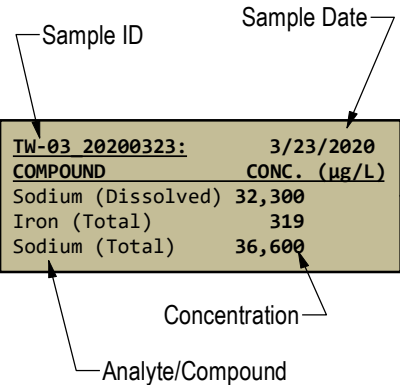 Sample Date
Sample ID
TW-03_20200323: 3/23/2020
COMPOUND CONC. (µg/L)
Sodium (Dissolved) 32,300
Iron (Total) 319
Sodium (Total) 36,600
Concentration
Analyte/Compound